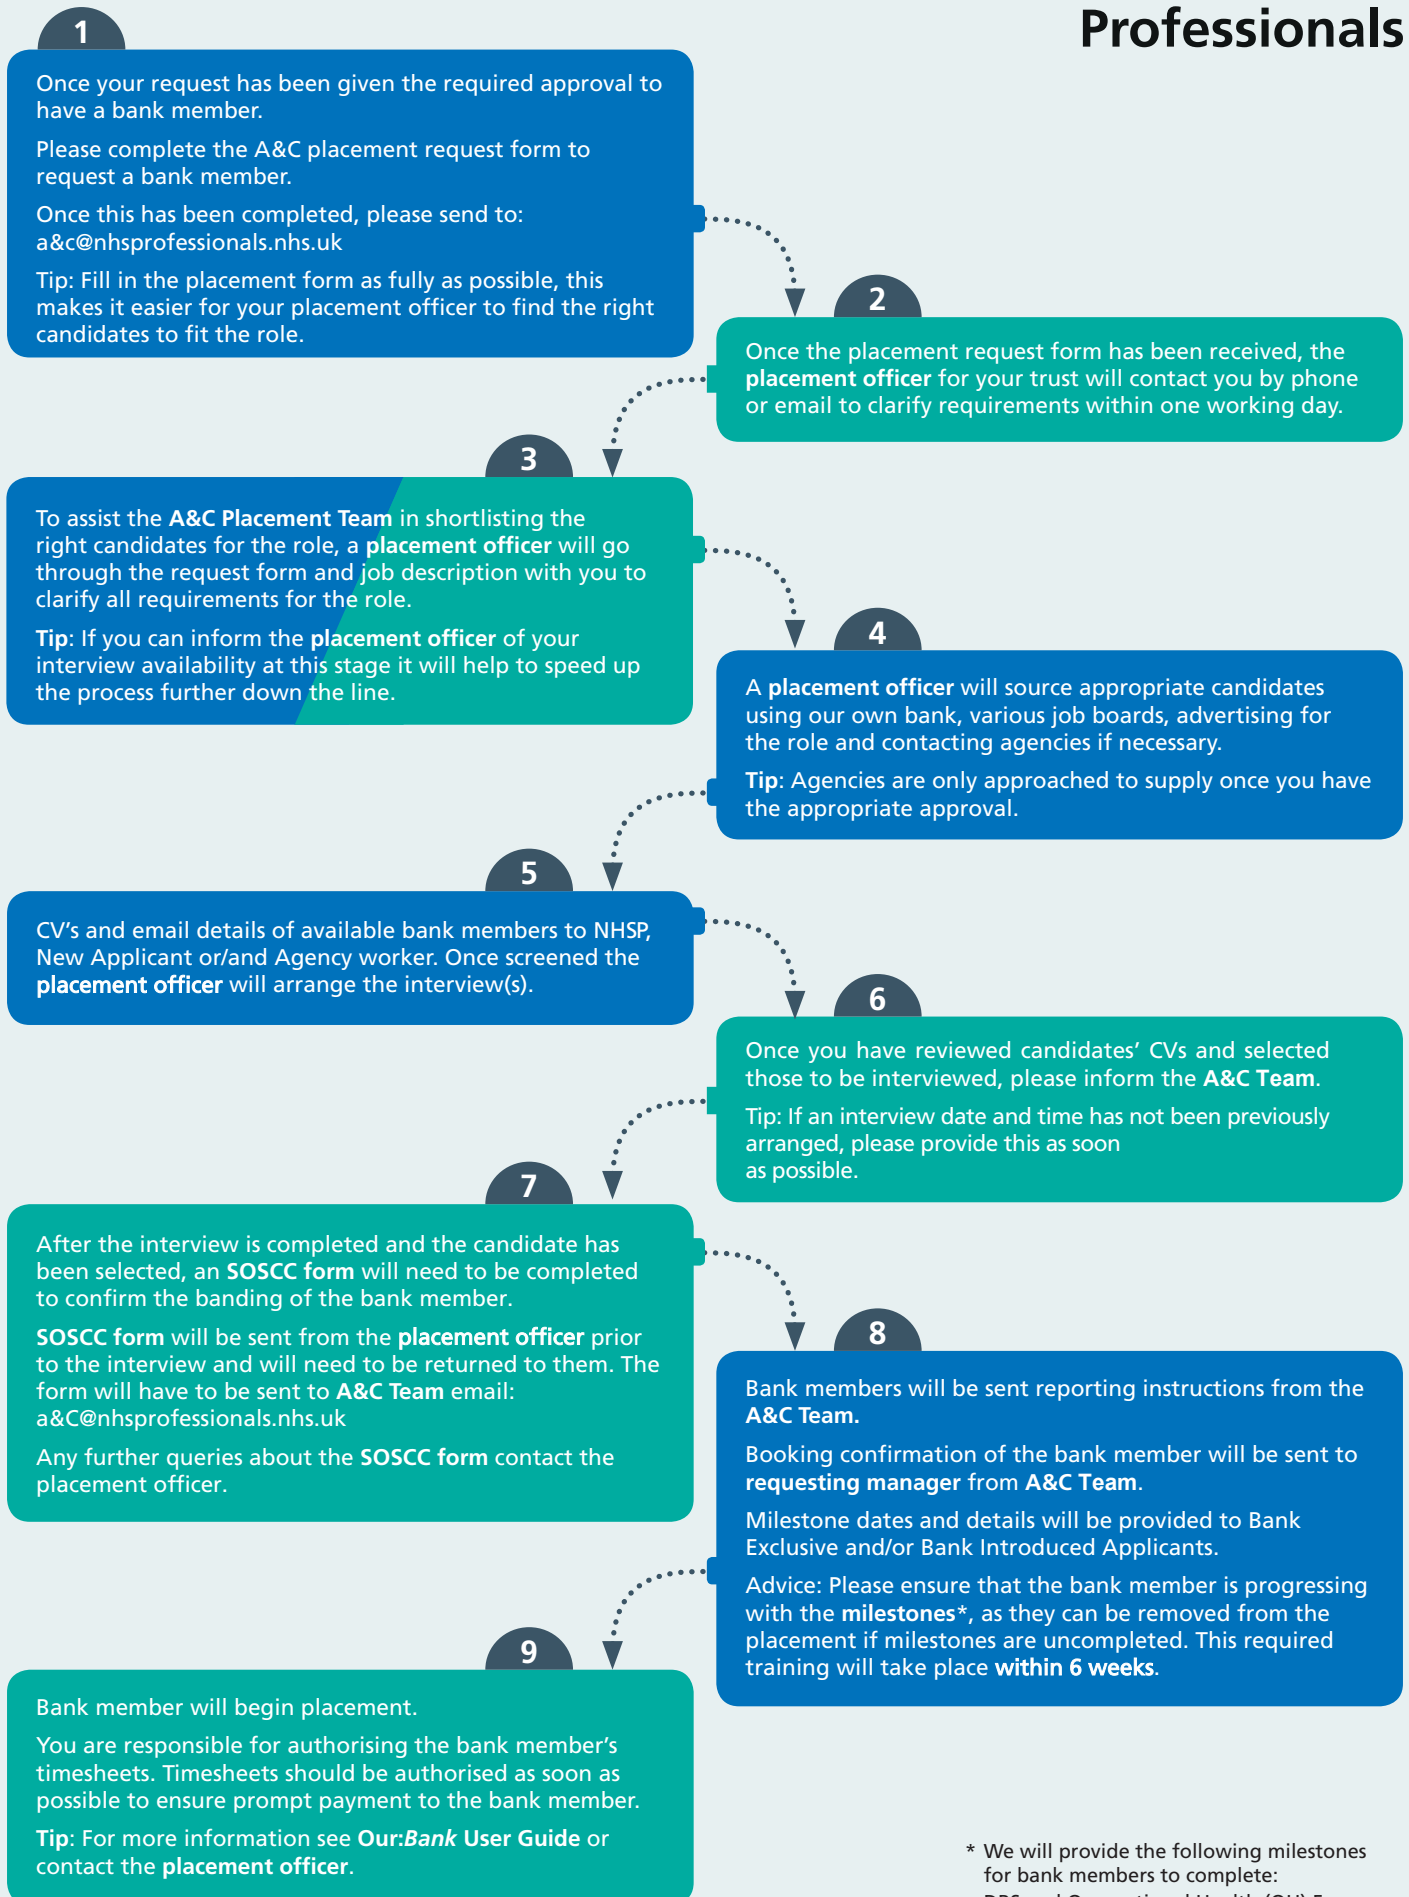 Professionals
1
Once your request has been given the required approval to
have a bank member.
Please complete the A&C placement request form to
request a bank member.
Once this has been completed, please send to:
a&c@nhsprofessionals.nhs.uk
Tip: Fill in the placement form as fully as possible, this
makes it easier for your placement officer to find the right
candidates to fit the role.
2
Once the placement request form has been received, the
placement officer for your trust will contact you by phone
or email to clarify requirements within one working day.
3
To assist the A&C Placement Team in shortlisting the
right candidates for the role, a placement officer will go
through the request form and job description with you to
clarify all requirements for the role.
Tip: If you can inform the placement officer of your
interview availability at this stage it will help to speed up
the process further down the line.
4
A placement officer will source appropriate candidates
using our own bank, various job boards, advertising for
the role and contacting agencies if necessary.
Tip: Agencies are only approached to supply once you have
the appropriate approval.
5
CV's and email details of available bank members to NHSP,
New Applicant or/and Agency worker. Once screened the
placement officer will arrange the interview(s).
6
Once you have reviewed candidates’ CVs and selected
those to be interviewed, please inform the A&C Team.
Tip: If an interview date and time has not been previously
arranged, please provide this as soon
as possible.
7
After the interview is completed and the candidate has
been selected, an SOSCC form will need to be completed
to confirm the banding of the bank member.
SOSCC form will be sent from the placement officer prior
to the interview and will need to be returned to them. The
form will have to be sent to A&C Team email:
a&C@nhsprofessionals.nhs.uk
Any further queries about the SOSCC form contact the
placement officer.
8
Bank members will be sent reporting instructions from the
A&C Team.
Booking confirmation of the bank member will be sent to
requesting manager from A&C Team.
Milestone dates and details will be provided to Bank
Exclusive and/or Bank Introduced Applicants.
Advice: Please ensure that the bank member is progressing
with the milestones*, as they can be removed from the
placement if milestones are uncompleted. This required
training will take place within 6 weeks.
9
Bank member will begin placement.
You are responsible for authorising the bank member’s
timesheets. Timesheets should be authorised as soon as
possible to ensure prompt payment to the bank member.
Tip: For more information see Our:Bank User Guide or
contact the placement officer.
* We will provide the following milestones
for bank members to complete: